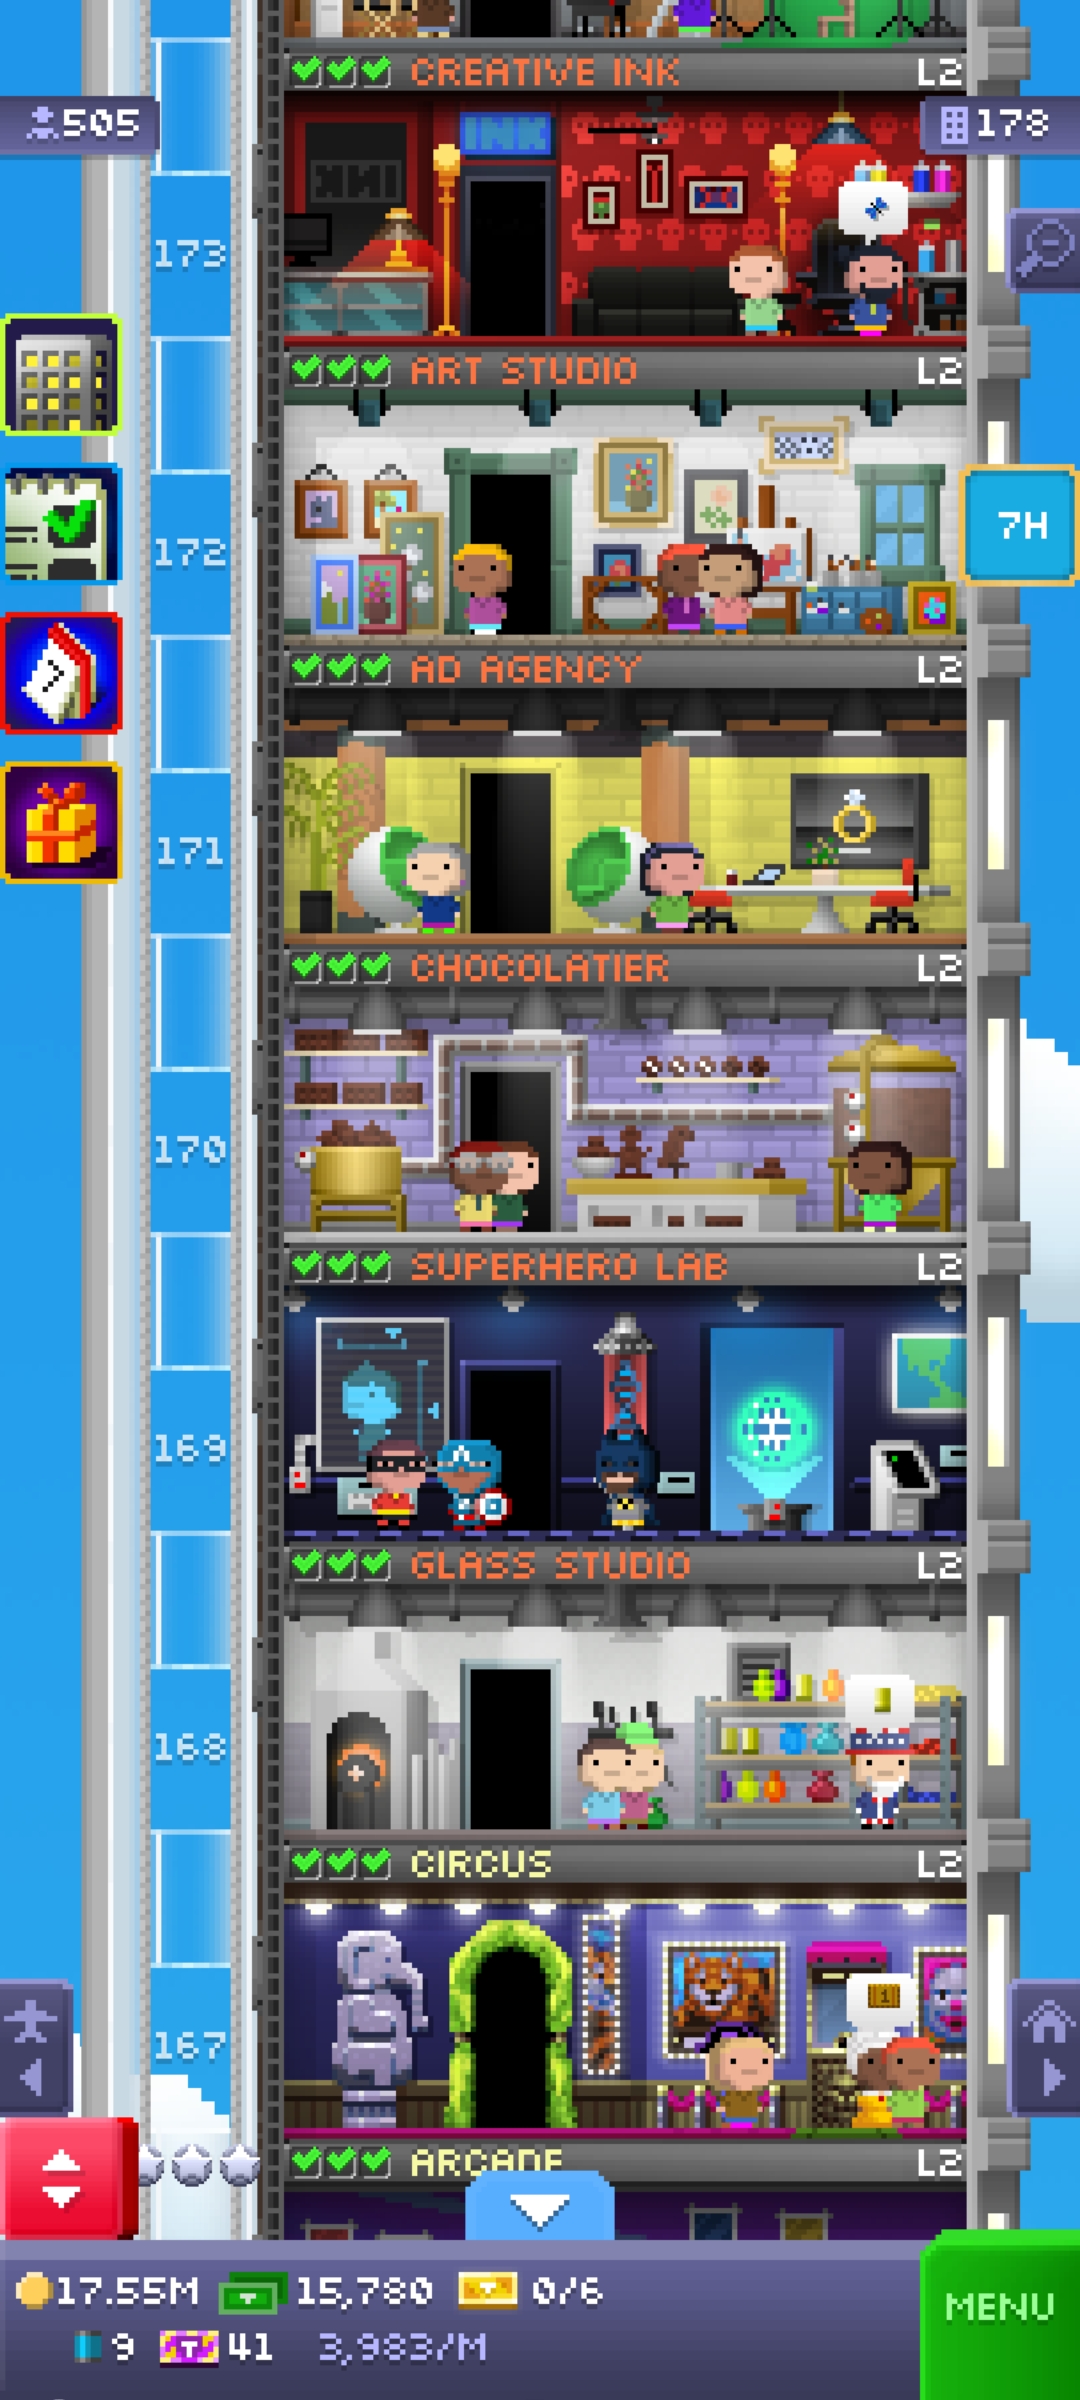 CREATIVE INK L2
505
178
INK
173
ART STUDIO L2
7H
172
AD AGENCY L2
7
171
CHOCOLATIER L2
170
SUPERHERO LAB L2
169
GLASS STUDIO L2
168
CIRCUS L2
1
167
ARCADE L2
17.55M 15,780 0/6
MENU
9 41 3,983/M